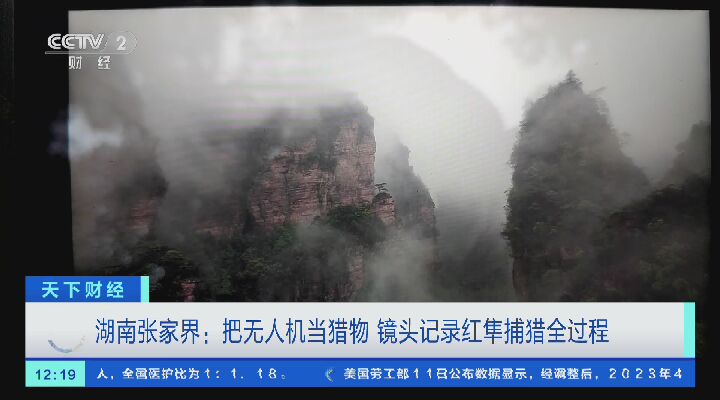 CCTV 2
财经
天下财经
湖南张家界：把无人机当猎物 镜头记录红隼捕猎全过程
12:19 人，全国医护比为1：1.18。 美国劳工部11日公布数据显示，经调整后，2023年4